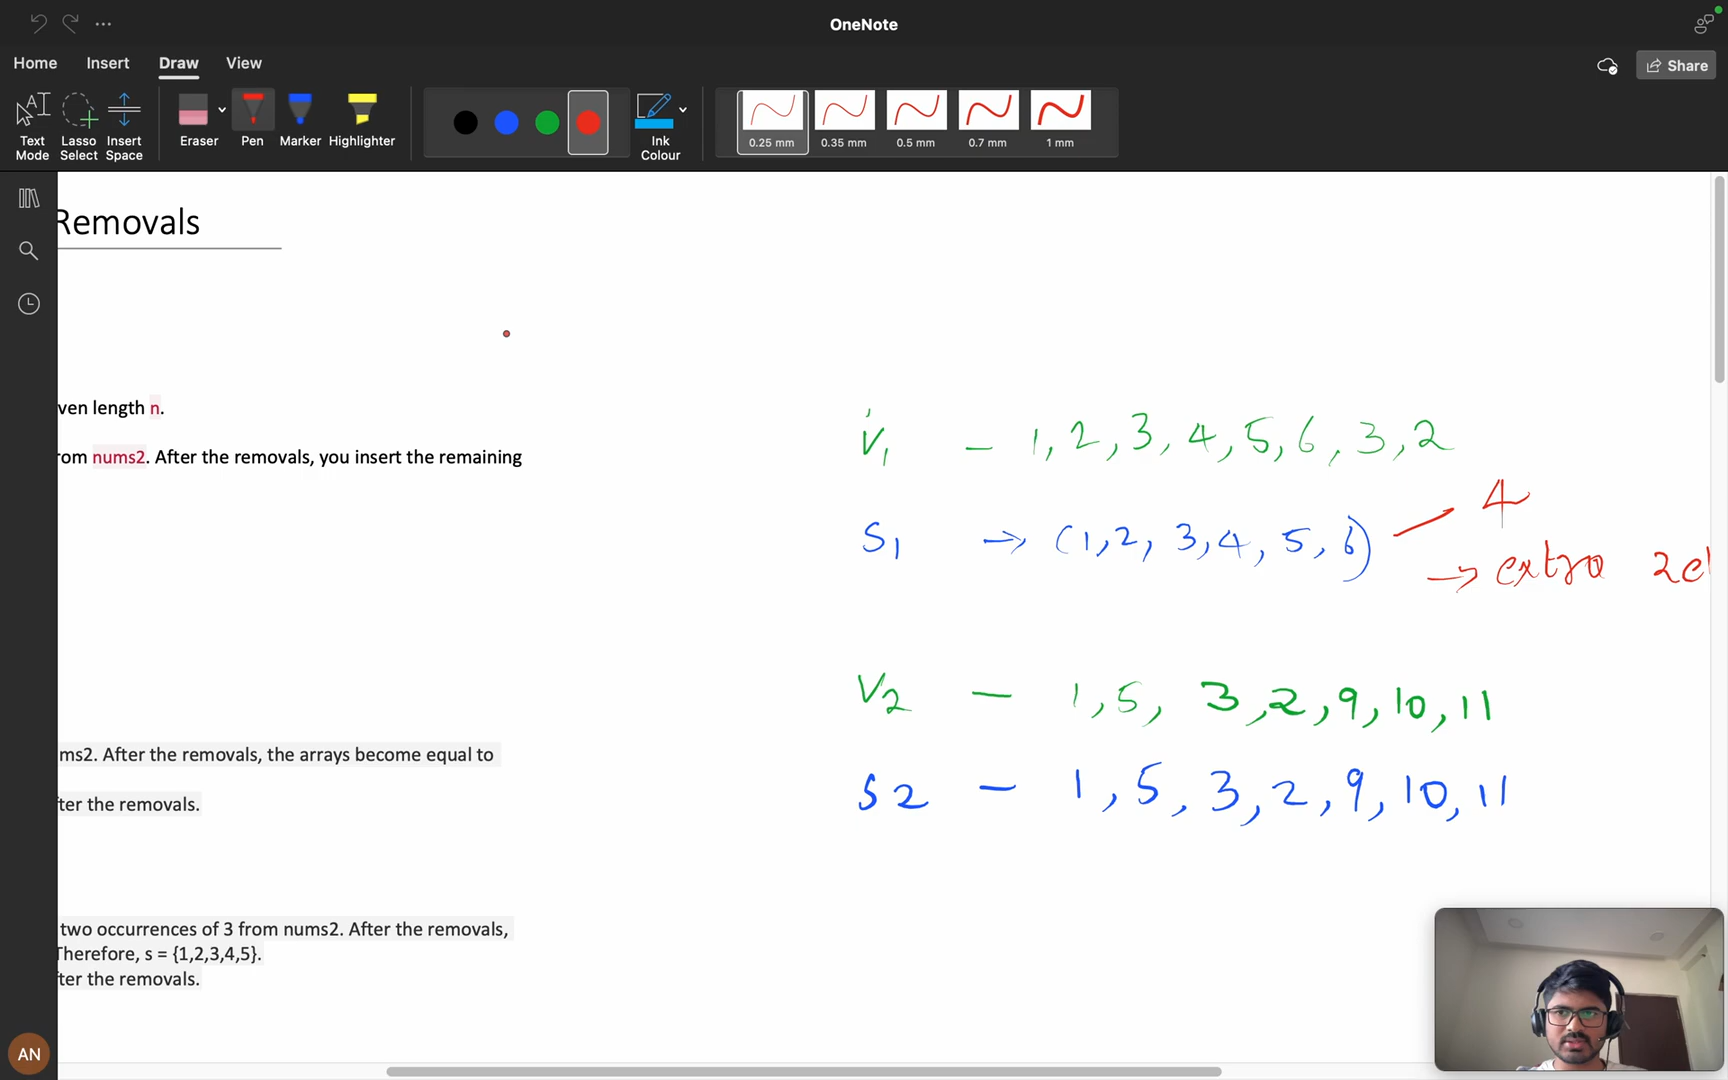 OneNote
Home Insert Draw View
Share
Text Mode
Lasso Select
Insert Space
Eraser
Pen
Marker
Highlighter
Ink Colour
0.25 mm
0.35 mm
0.5 mm
0.7 mm
1 mm
Removals
ven length n.
rom nums2. After the removals, you insert the remaining
V1 - 1, 2, 3, 4, 5, 6, 3, 2
4
S1 → (1, 2, 3, 4, 5, 6)
→ extra 2el
V2 - 1, 5, 3, 2, 9, 10, 11
ms2. After the removals, the arrays become equal to
S2 - 1, 5, 3, 2, 9, 10, 11
fter the removals.
two occurrences of 3 from nums2. After the removals,
Therefore, s = {1,2,3,4,5}.
fter the removals.
AN